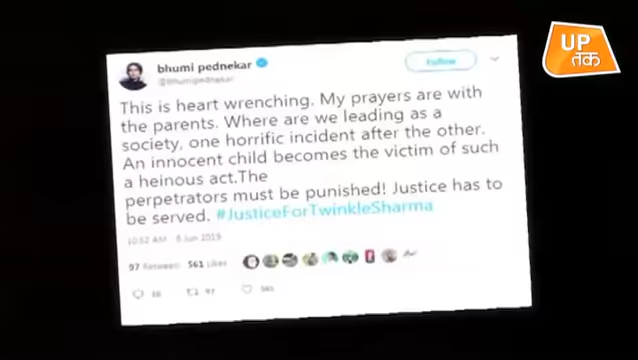 UP
तक
bhumi pednekar
@bhumipednekar
Follow
This is heart wrenching. My prayers are with
the parents. Where are we leading as a
society, one horrific incident after the other.
An innocent child becomes the victim of such
a heinous act.The
perpetrators must be punished! Justice has to
be served. #JusticeForTwinkleSharma
10:52 AM - 6 Jun 2019
97 Retweets 561 Likes
97
561